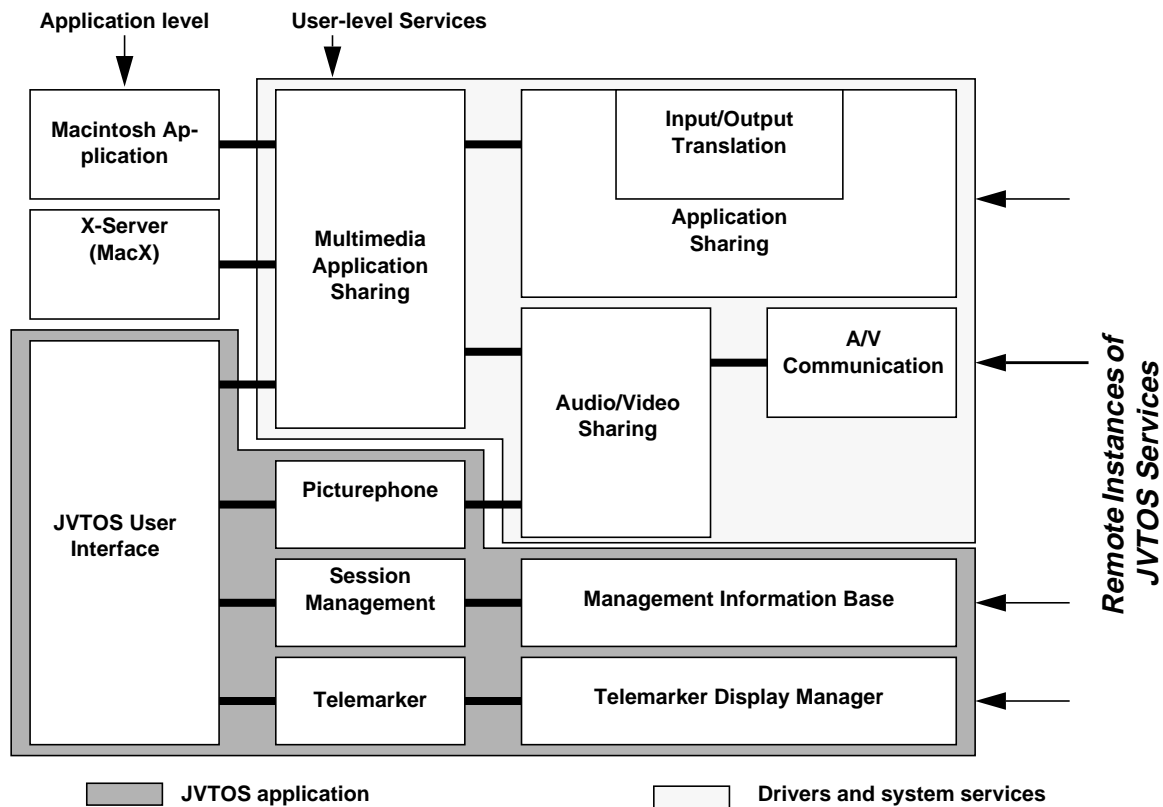 Application level
User-level Services
Macintosh Ap-
plication
X-Server
(MacX)
Multimedia
Application
Sharing
Input/Output
Translation
Application
Sharing
A/V
Communication
Audio/Video
Sharing
JVTOS User
Interface
Picturephone
Session
Management
Management Information Base
Telemarker
Telemarker Display Manager
Remote Instances of
JVTOS Services
JVTOS application
Drivers and system services